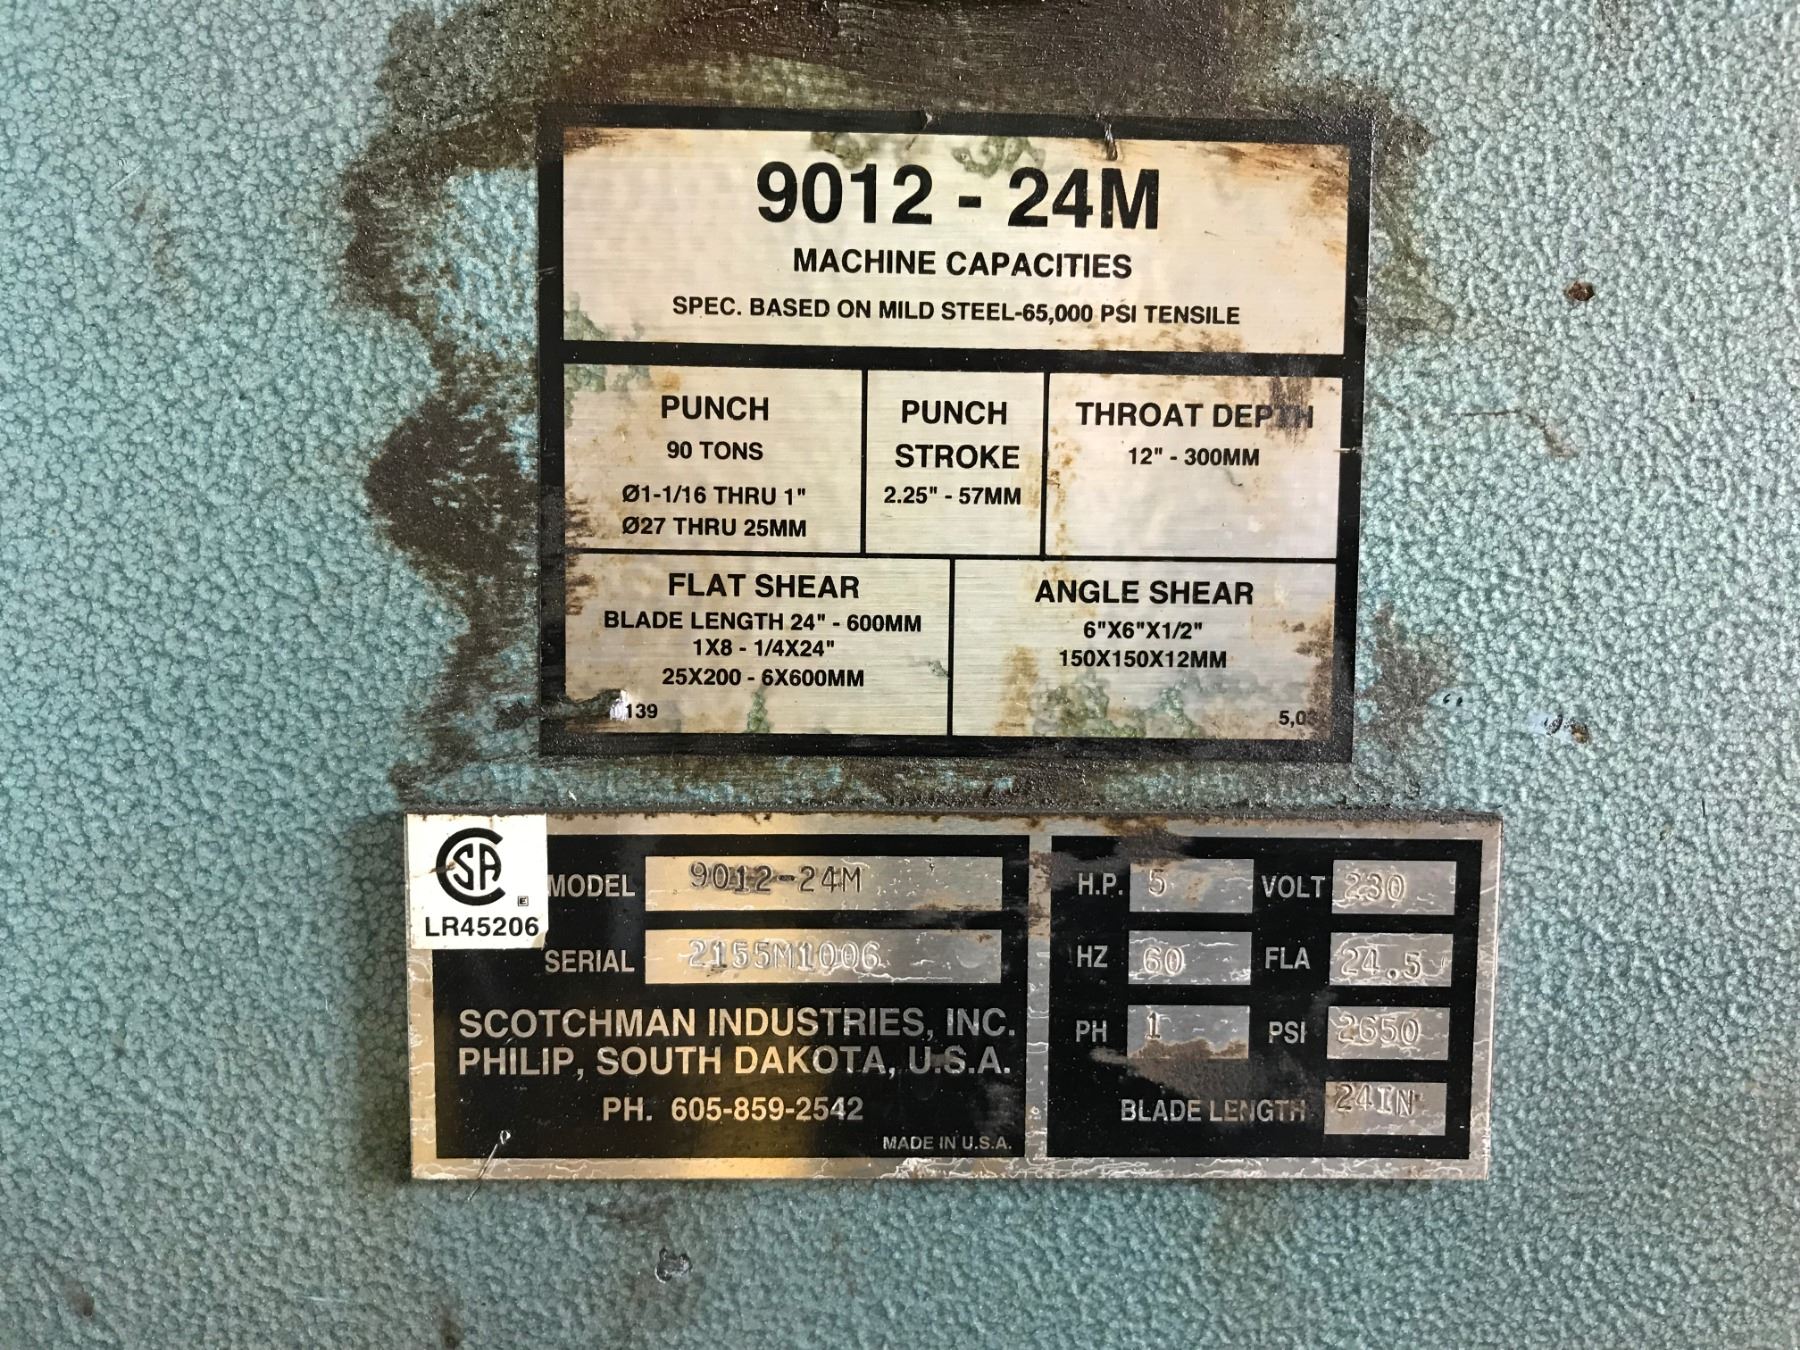 9012 - 24M
MACHINE CAPACITIES
SPEC. BASED ON MILD STEEL-65,000 PSI TENSILE
PUNCH
90 TONS
Ø1-1/16 THRU 1"
Ø27 THRU 25MM
PUNCH
STROKE
2.25" - 57MM
THROAT DEPTH
12" - 300MM
FLAT SHEAR
BLADE LENGTH 24" - 600MM
1X8 - 1/4X24"
25X200 - 6X600MM
139
ANGLE SHEAR
6"X6"X1/2"
150X150X12MM
CSA
LR45206
MODEL 9012-24M
SERIAL 2155M1006
SCOTCHMAN INDUSTRIES, INC.
PHILIP, SOUTH DAKOTA, U.S.A.
PH. 605-859-2542
MADE IN U.S.A.
H.P. 5 VOLT 230
HZ 60 FLA 24.5
PH 1 PSI 2650
BLADE LENGTH 24IN